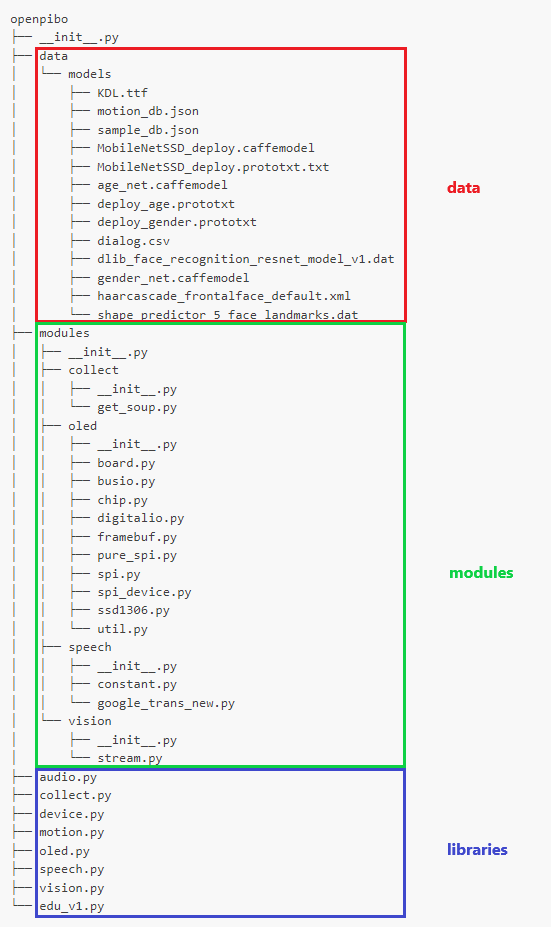 openpibo
├── __init__.py
├── data
│   └── models
│       ├── KDL.ttf
│       ├── motion_db.json
│       ├── sample_db.json
│       ├── MobileNetSSD_deploy.caffemodel
│       ├── MobileNetSSD_deploy.prototxt.txt
│       ├── age_net.caffemodel
│       ├── deploy_age.prototxt
│       ├── deploy_gender.prototxt
data
│       ├── dialog.csv
│       ├── dlib_face_recognition_resnet_model_v1.dat
│       ├── gender_net.caffemodel
│       ├── haarcascade_frontalface_default.xml
│       └── shape_predictor_5_face_landmarks.dat
├── modules
│   ├── __init__.py
│   ├── collect
│   │   ├── __init__.py
│   │   └── get_soup.py
│   ├── oled
│   │   ├── __init__.py
│   │   ├── board.py
│   │   ├── busio.py
│   │   ├── chip.py
│   │   ├── digitalio.py
│   │   ├── framebuf.py
│   │   ├── pure_spi.py
│   │   ├── spi.py
modules
│   │   ├── spi_device.py
│   │   ├── ssd1306.py
│   │   └── util.py
│   ├── speech
│   │   ├── __init__.py
│   │   ├── constant.py
│   │   └── google_trans_new.py
│   └── vision
│       ├── __init__.py
│       └── stream.py
├── audio.py
├── collect.py
├── device.py
├── motion.py
├── oled.py
libraries
├── speech.py
├── vision.py
└── edu_v1.py